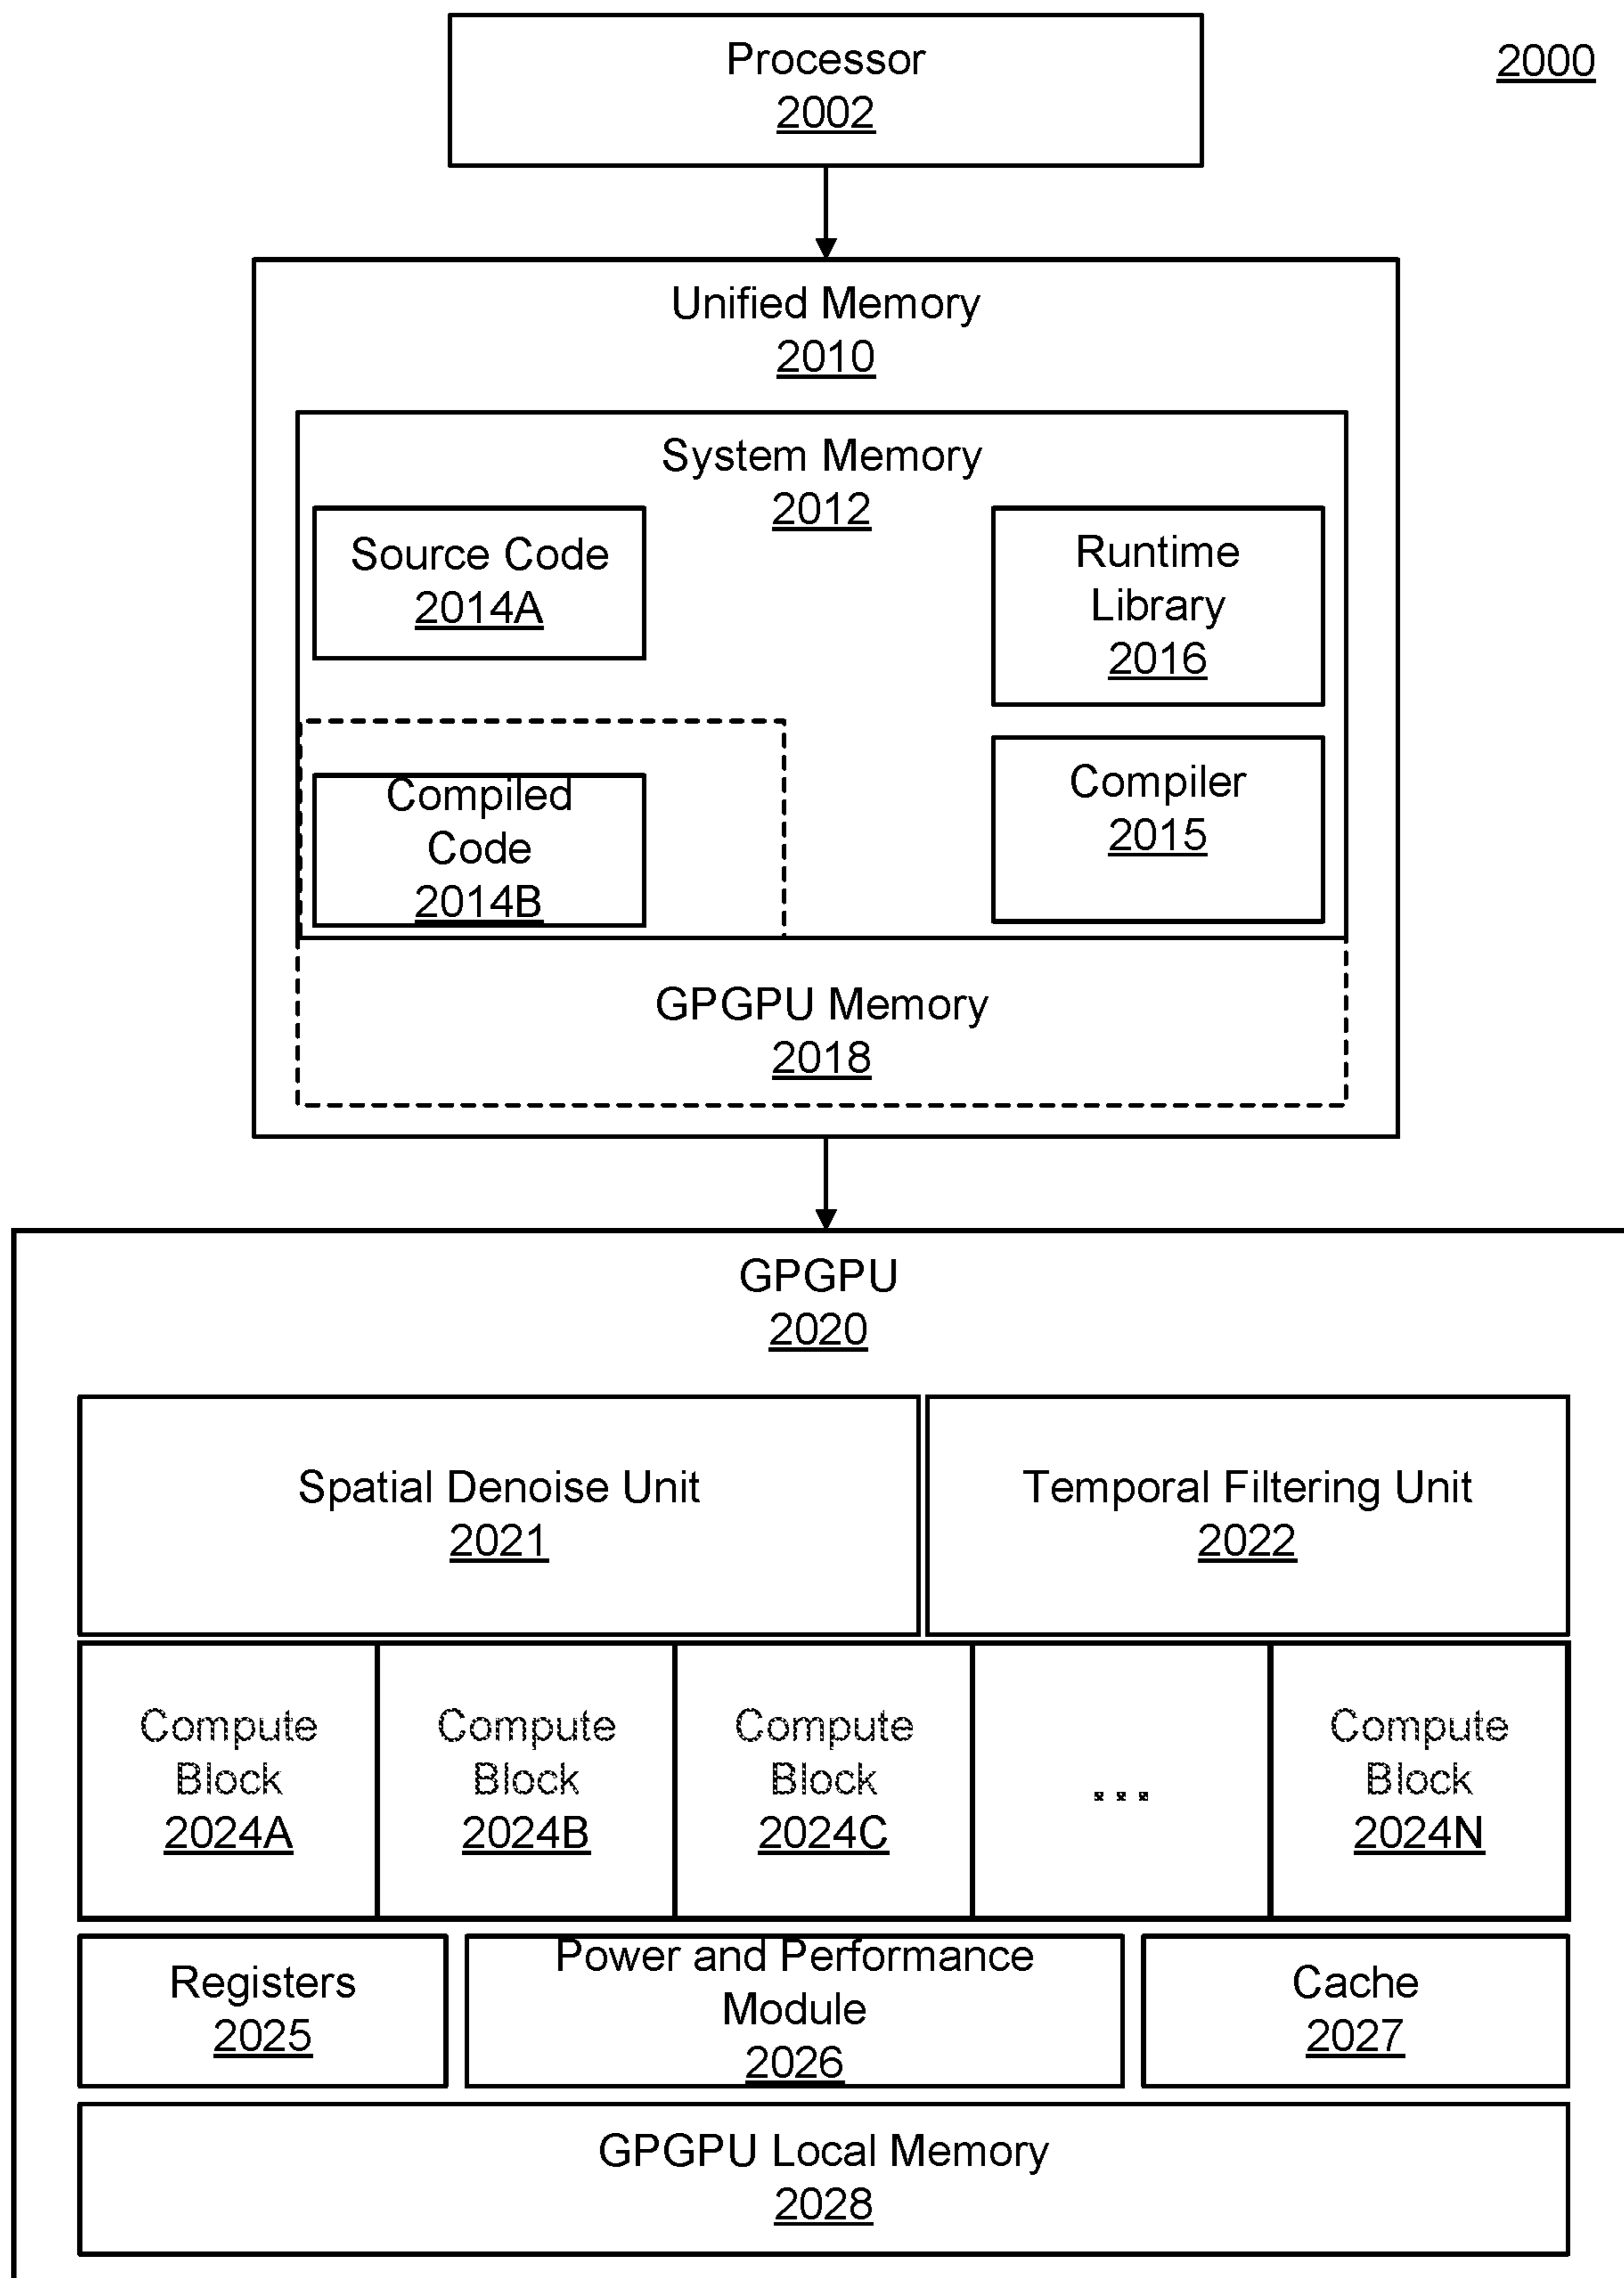 Processor
2002
2000
Unified Memory
2010
System Memory
2012
Source Code
2014A
Runtime
Library
2016
Compiled
Code
2014B
Compiler
2015
GPGPU Memory
2018
GPGPU
2020
Spatial Denoise Unit
2021
Temporal Filtering Unit
2022
Compute
Block
2024A
Compute
Block
2024B
Compute
Block
2024C
...
Compute
Block
2024N
Registers
2025
Power and Performance
Module
2026
Cache
2027
GPGPU Local Memory
2028